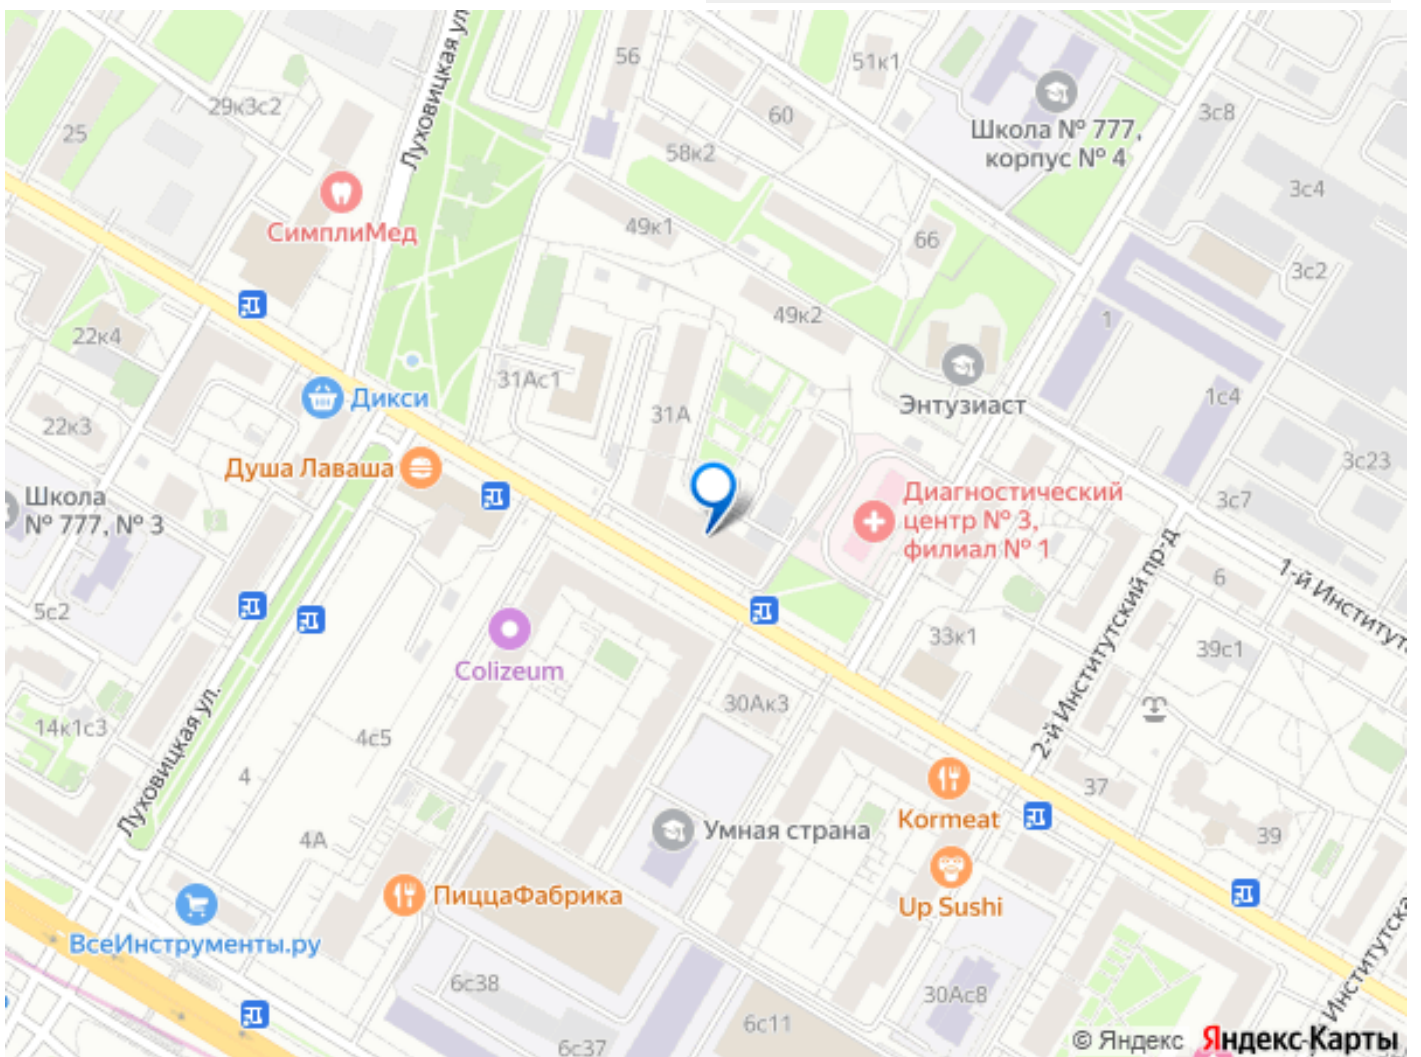 Луховицкая ул.
56
51к1
60
Школа № 777,
корпус № 4
3с8
25
29к3с2
58к2
3с4
СимплиМед
49к1
66
3с2
22к4
49к2
1
31Ас1
Дикси
31А
Энтузиаст
1с4
22к3
Душа Лаваша
3с23
Школа
№ 777, № 3
Диагностический
центр № 3,
филиал № 1
3с7
2-й Институтский пр-д
6
1-й Институтс
5с2
33к1
39с1
Colizeum
30Ак3
14к1с3
Луховицкая ул.
4с5
4
37
Kormeat
Умная страна
4А
39
ПиццаФабрика
Up Sushi
ВсеИнструменты.ру
Институтска
6с38
30Ас8
6с11
6с37
© Яндекс Яндекс Карты